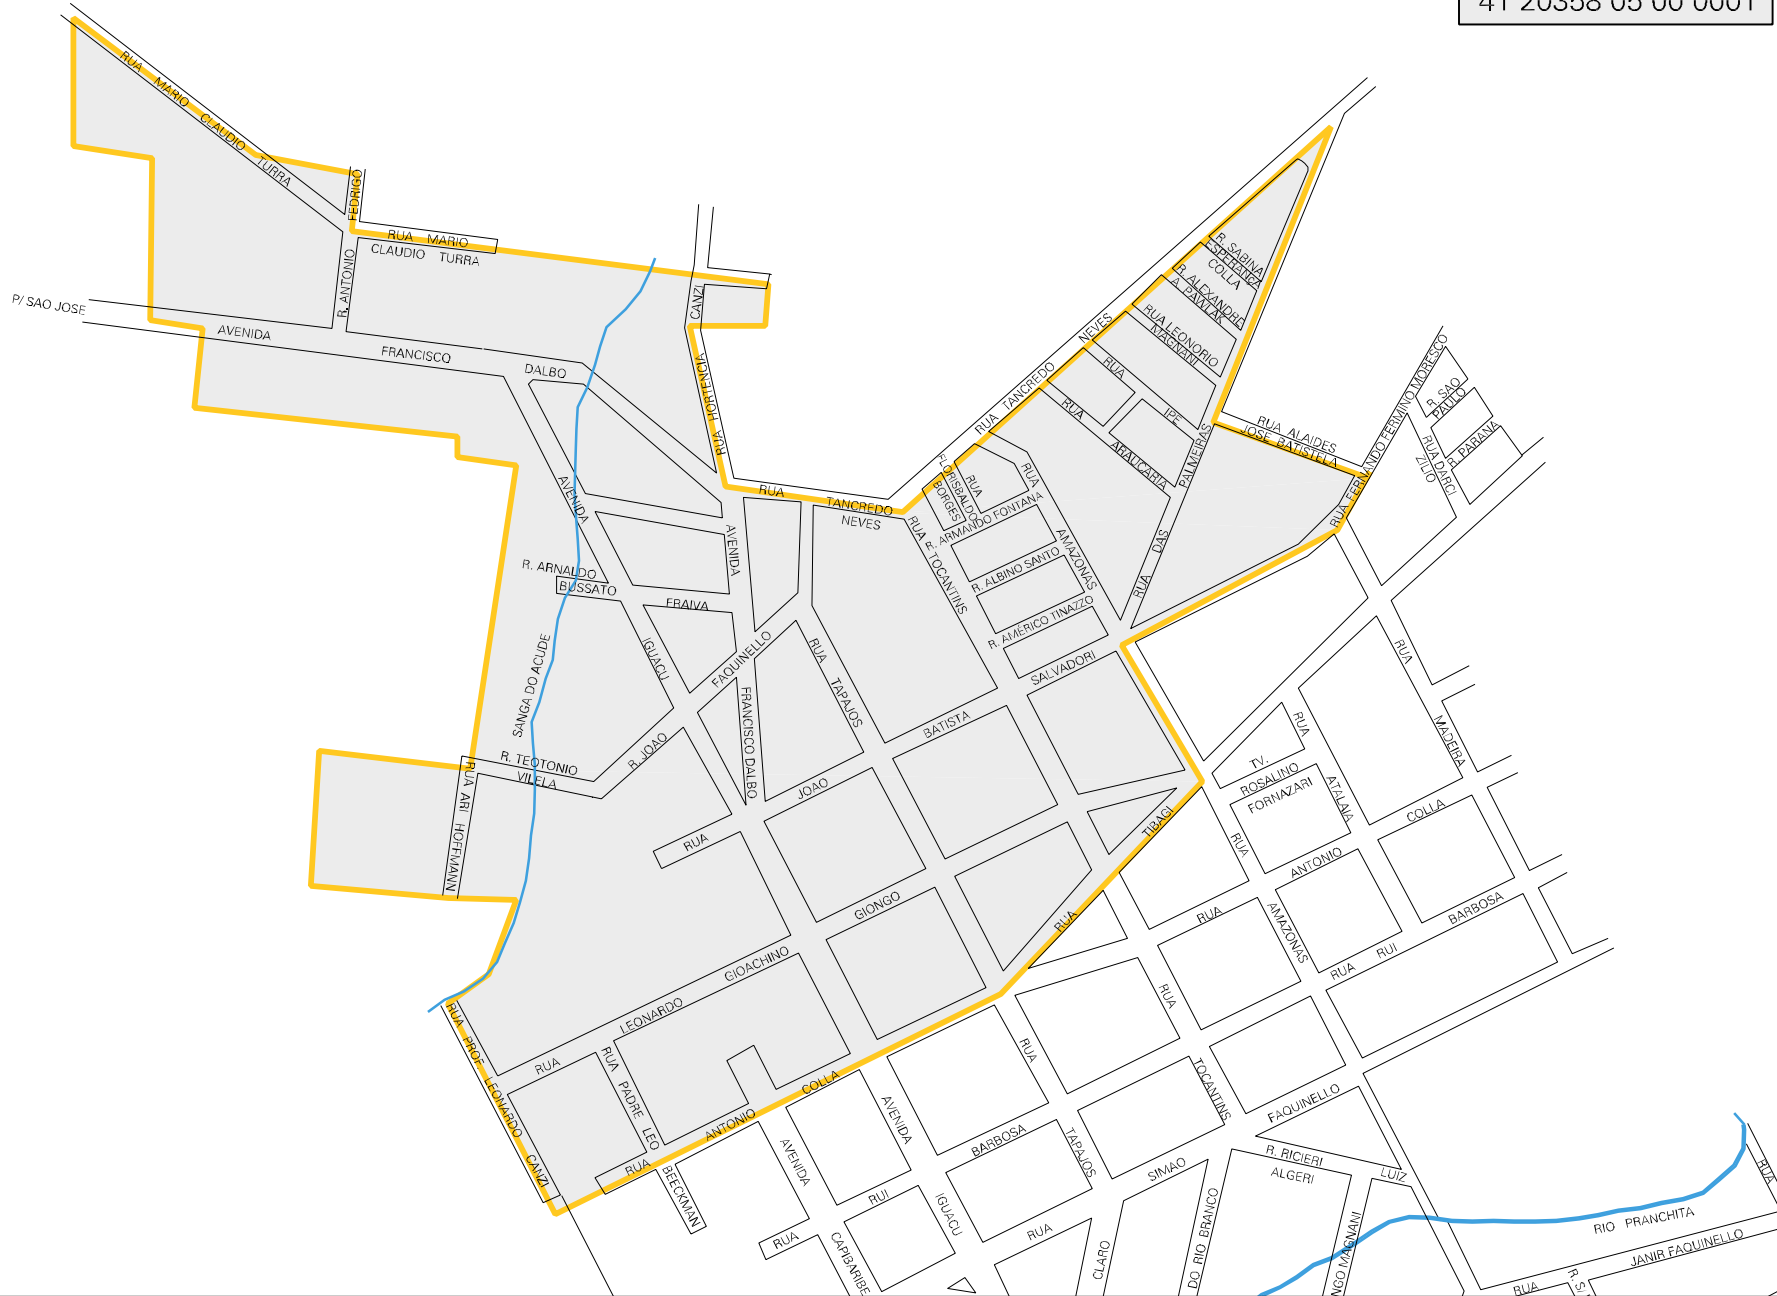 41 20358 05 00 0001
RUA MARIO CLAUDIO TURRA
FEDRIGO
R. ANTONIO
RUA MARIO
CLAUDIO TURRA
P/ SAO JOSE
AVENIDA FRANCISCO DALBO
CANZI
RUA HORTENCIA
RUA TANCREDO NEVES
RUA TANCREDO
NEVES
R. SABINA
ESPERANÇA
COLLA
R. ALEXANDRE
A. PAWLAK
RUA LEONORIO
MAGNANI
RUA IPE
RUA ARAUCARIA
RUA DAS PALMEIRAS
RUA ALAIDES
JOSE BATISTELA
RUA FERNANDO FERMINO MORESCO
R. SAO
PAULO
R. PARANA
RUA DARCI
ZILIO
RUA
FLORISBALDO
BORGES
RUA AMAZONAS
R. ARMANDO FONTANA
R. ALBINO SANTO
R. AMÉRICO TINAZZO
RUA TOCANTINS
SALVADORI
BATISTA
JOAO
RUA
AVENIDA
IGUACU
AVENIDA
FRANCISCO DALBO
R. ARNALDO
BUSSATO
FRAIVA
SANGA DO ACUDE
R. JOAO
FAQUINELLO
RUA TAPAJOS
R. TEOTONIO
VILELA
RUA ARI HOFFMANN
RUA LEONARDO GIOACHINO GIONGO
RUA TIBAGI
RUA PROF. LEONARDO CANZI
RUA PADRE LEO
BEECKMAN
RUA ANTONIO COLLA
RUA ANTONIO COLLA
RUA MADEIRA
RUA ATALAIA
TV.
ROSALINO
FORNAZARI
RUA AMAZONAS
RUA TOCANTINS
RUA TAPAJOS
AVENIDA IGUACU
AVENIDA
CAPIBARIBE
RUA RUI BARBOSA
RUA RUI BARBOSA
RUA SIMAO FAQUINELLO
R. RICIERI
ALGERI
LUIZ
CLARO
DO RIO BRANCO
NGO MAGNANI
RIO PRANCHITA
RUA JANIR FAQUINELLO
RUA